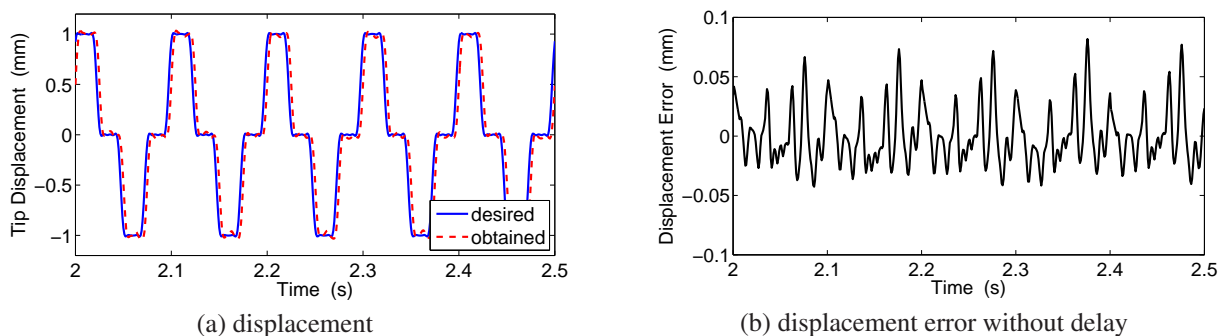 Tip Displacement (mm)
1
0.5
0
−0.5
−1
2
2.1
2.2
2.3
2.4
2.5
Time (s)
desired
obtained
(a) displacement
Displacement Error (mm)
0.1
0.05
0
−0.05
−0.1
2
2.1
2.2
2.3
2.4
2.5
Time (s)
(b) displacement error without delay